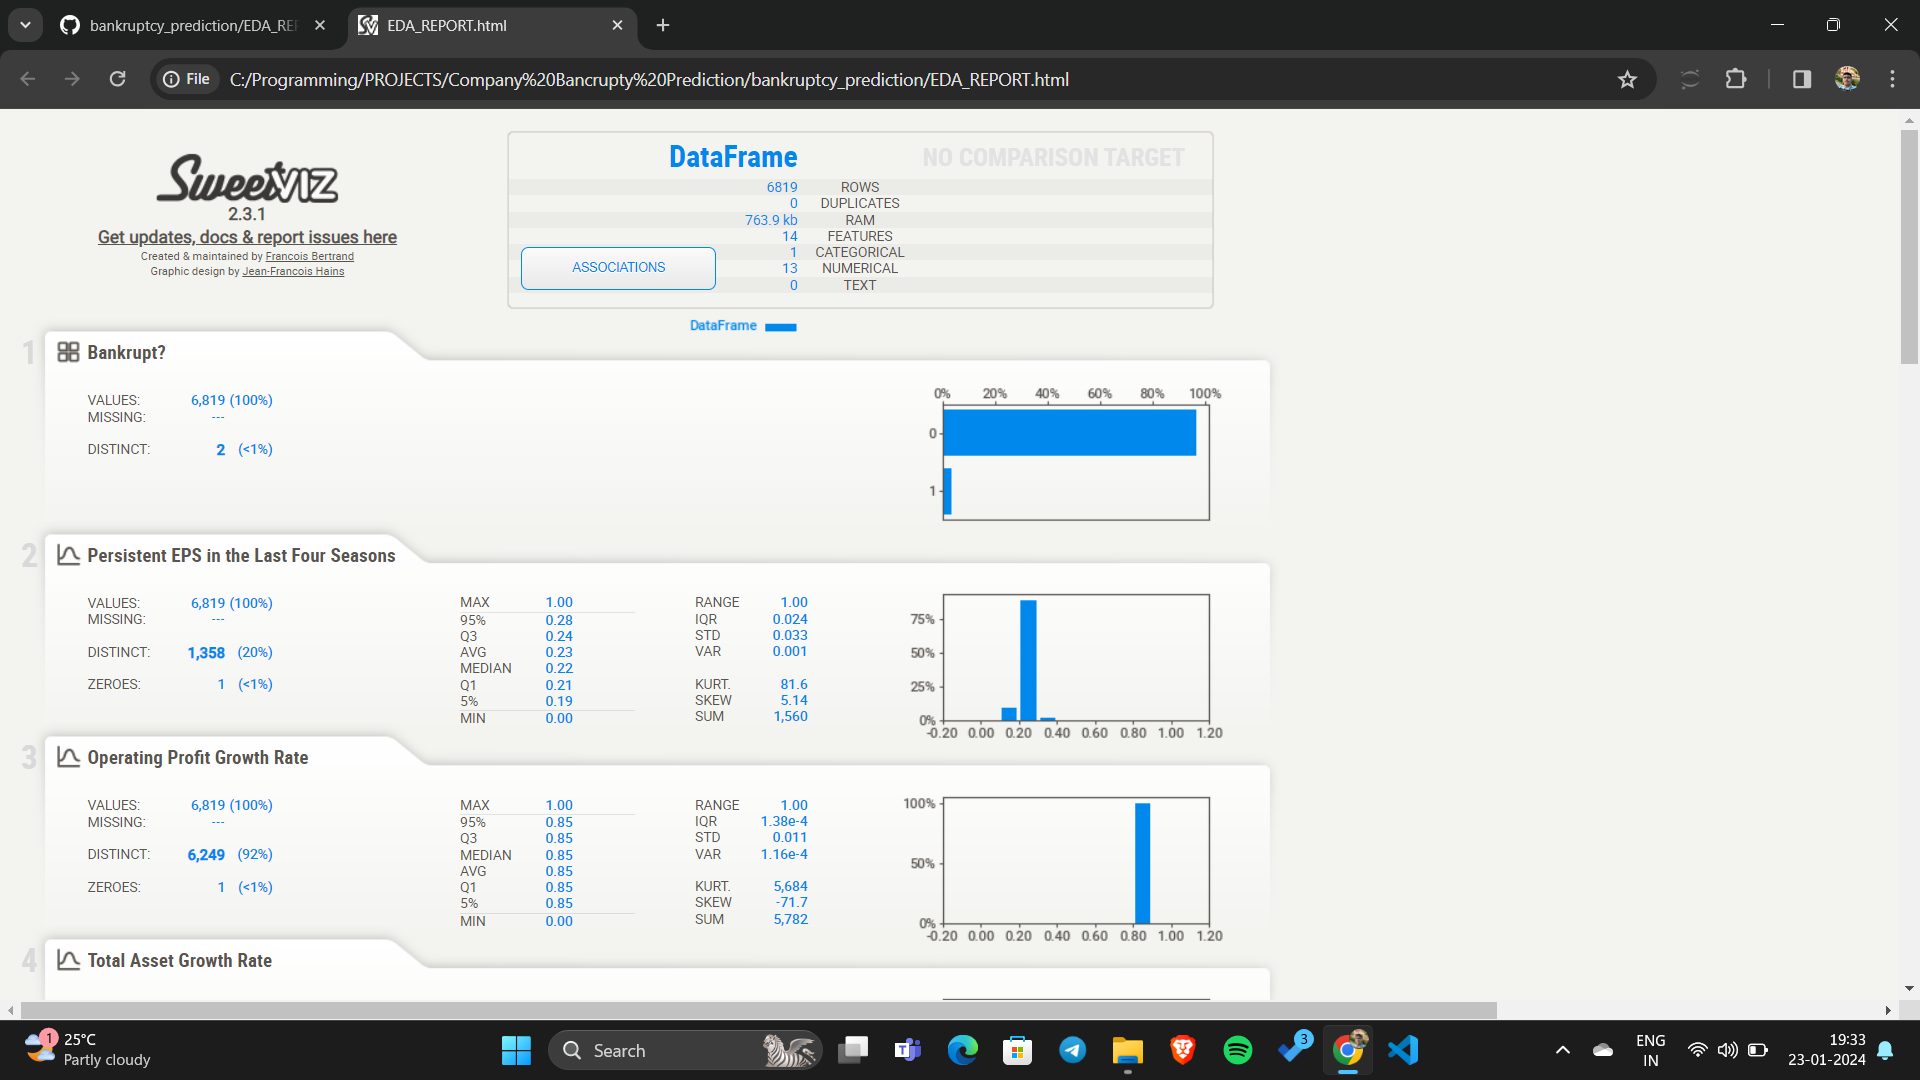 bankruptcy_prediction/EDA_REP
EDA_REPORT.html
File
C:/Programming/PROJECTS/Company%20Bancrupty%20Prediction/bankruptcy_prediction/EDA_REPORT.html
SweetVIZ
2.3.1
Get updates, docs & report issues here
Created & maintained by Francois Bertrand
Graphic design by Jean-Francois Hains
DataFrame
NO COMPARISON TARGET
6819 ROWS
0 DUPLICATES
763.9 kb RAM
14 FEATURES
1 CATEGORICAL
13 NUMERICAL
0 TEXT
ASSOCIATIONS
DataFrame
1
Bankrupt?
VALUES: 6,819 (100%)
MISSING: ---
DISTINCT: 2 (<1%)
0% 20% 40% 60% 80% 100%
0
1
2
Persistent EPS in the Last Four Seasons
VALUES: 6,819 (100%)
MISSING: ---
DISTINCT: 1,358 (20%)
ZEROES: 1 (<1%)
MAX 1.00
95% 0.28
Q3 0.24
AVG 0.23
MEDIAN 0.22
Q1 0.21
5% 0.19
MIN 0.00
RANGE 1.00
IQR 0.024
STD 0.033
VAR 0.001
KURT. 81.6
SKEW 5.14
SUM 1,560
75%
50%
25%
0%
-0.20 0.00 0.20 0.40 0.60 0.80 1.00 1.20
3
Operating Profit Growth Rate
VALUES: 6,819 (100%)
MISSING: ---
DISTINCT: 6,249 (92%)
ZEROES: 1 (<1%)
MAX 1.00
95% 0.85
Q3 0.85
MEDIAN 0.85
AVG 0.85
Q1 0.85
5% 0.85
MIN 0.00
RANGE 1.00
IQR 1.38e-4
STD 0.011
VAR 1.16e-4
KURT. 5,684
SKEW -71.7
SUM 5,782
100%
50%
0%
-0.20 0.00 0.20 0.40 0.60 0.80 1.00 1.20
4
Total Asset Growth Rate
1
25°C
Partly cloudy
Search
3
ENG
IN
19:33
23-01-2024